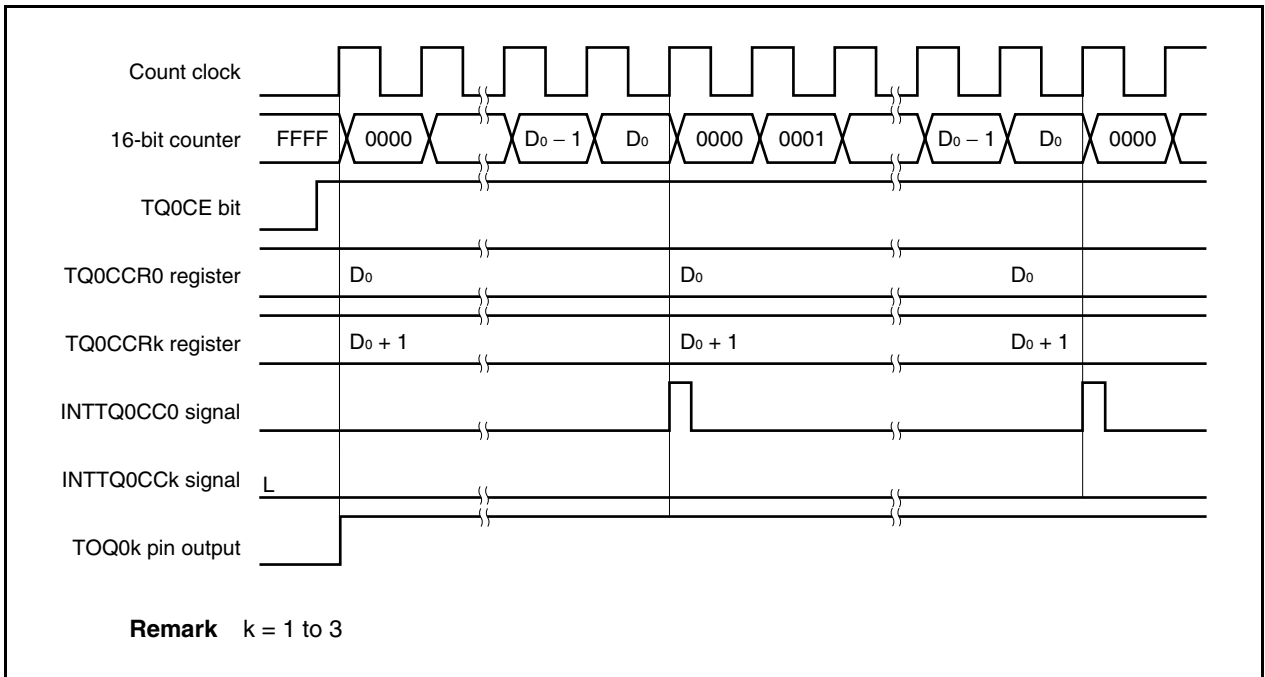 Count clock
16-bit counter FFFF 0000 D₀ − 1 D₀ 0000 0001 D₀ − 1 D₀ 0000
TQ0CE bit
TQ0CCR0 register D₀ D₀ D₀
TQ0CCRk register D₀ + 1 D₀ + 1 D₀ + 1
INTTQ0CC0 signal
INTTQ0CCk signal L
TOQ0k pin output
Remark k = 1 to 3